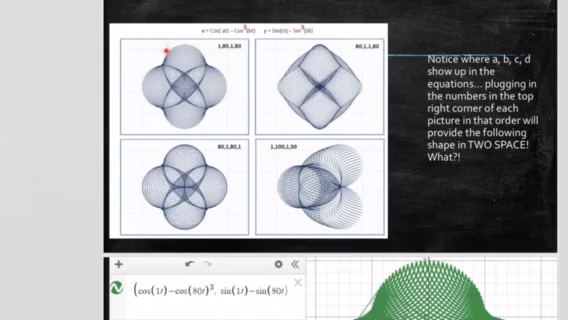 x = Cos( at) – Cos³(bt)   y = Sin(ct) – Sin³(dt)
1,80,1,80
80,1,1,80
80,1,80,1
1,100,1,50
Notice where a, b, c, d
show up in the
equations… plugging in
the numbers in the top
right corner of each
picture in that order will
provide the following
shape in TWO SPACE!
What?!
(cos(1t)−cos(80t)³, sin(1t)−sin(80t)